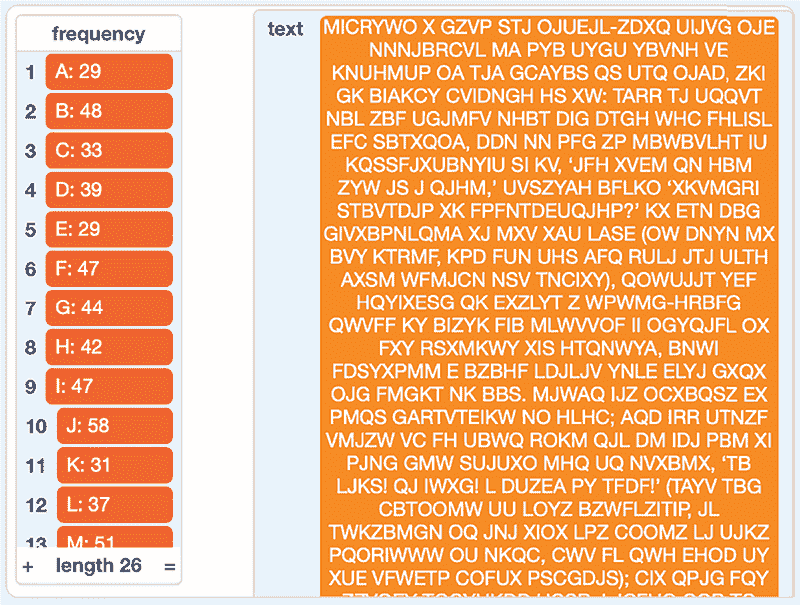 frequency
1 A: 29
2 B: 48
3 C: 33
4 D: 39
5 E: 29
6 F: 47
7 G: 44
8 H: 42
9 I: 47
10 J: 58
11 K: 31
12 L: 37
13 M: 51
+ length 26 =
text
MICRYWO X GZVP STJ OJUEJL-ZDXQ UIJVG OJE
NNNJBRCVL MA PYB UYGU YBVNH VE
KNUHMUP OA TJA GCAYBS QS UTQ OJAD, ZKI
GK BIAKCY CVIDNGH HS XW: TARR TJ UQQVT
NBL ZBF UGJMFV NHBT DIG DTGH WHC FHLISL
EFC SBTXQOA, DDN NN PFG ZP MBWBVLHT IU
KQSSFJXUBNYIU SI KV, ‘JFH XVEM QN HBM
ZYW JS J QJHM,’ UVSZYAH BFLKO ‘XKVMGRI
STBVTDJP XK FPFNTDEUQJHP?’ KX ETN DBG
GIVXBPNLQMA XJ MXV XAU LASE (OW DNYN MX
BVY KTRMF, KPD FUN UHS AFQ RULJ JTJ ULTH
AXSM WFMJCN NSV TNCIXY), QOWUJJT YEF
HQYIXESG QK EXZLYT Z WPWMG-HRBFG
QWVFF KY BIZYK FIB MLWVVOF II OGYQJFL OX
FXY RSXMKWY XIS HTQNWYA, BNWI
FDSYXPMM E BZBHF LDJLJV YNLE ELYJ GXQX
OJG FMGKT NK BBS. MJWAQ IJZ OCXBQSZ EX
PMQS GARTVTEIKW NO HLHC; AQD IRR UTNZF
VMJZW VC FH UBWQ ROKM QJL DM IDJ PBM XI
PJNG GMW SUJUXO MHQ UQ NVXBMX, ‘TB
LJKS! QJ IWXG! L DUZEA PY TFDF!’ (TAYV TBG
CBTOOMW UU LOYZ BZWFLZITIP, JL
TWKZBMGN OQ JNJ XIOX LPZ COOMZ LJ UJKZ
PQORIWWW OU NKQC, CWV FL QWH EHOD UY
XUE VFWETP COFUX PSCGDJS); CIX QPJG FQY